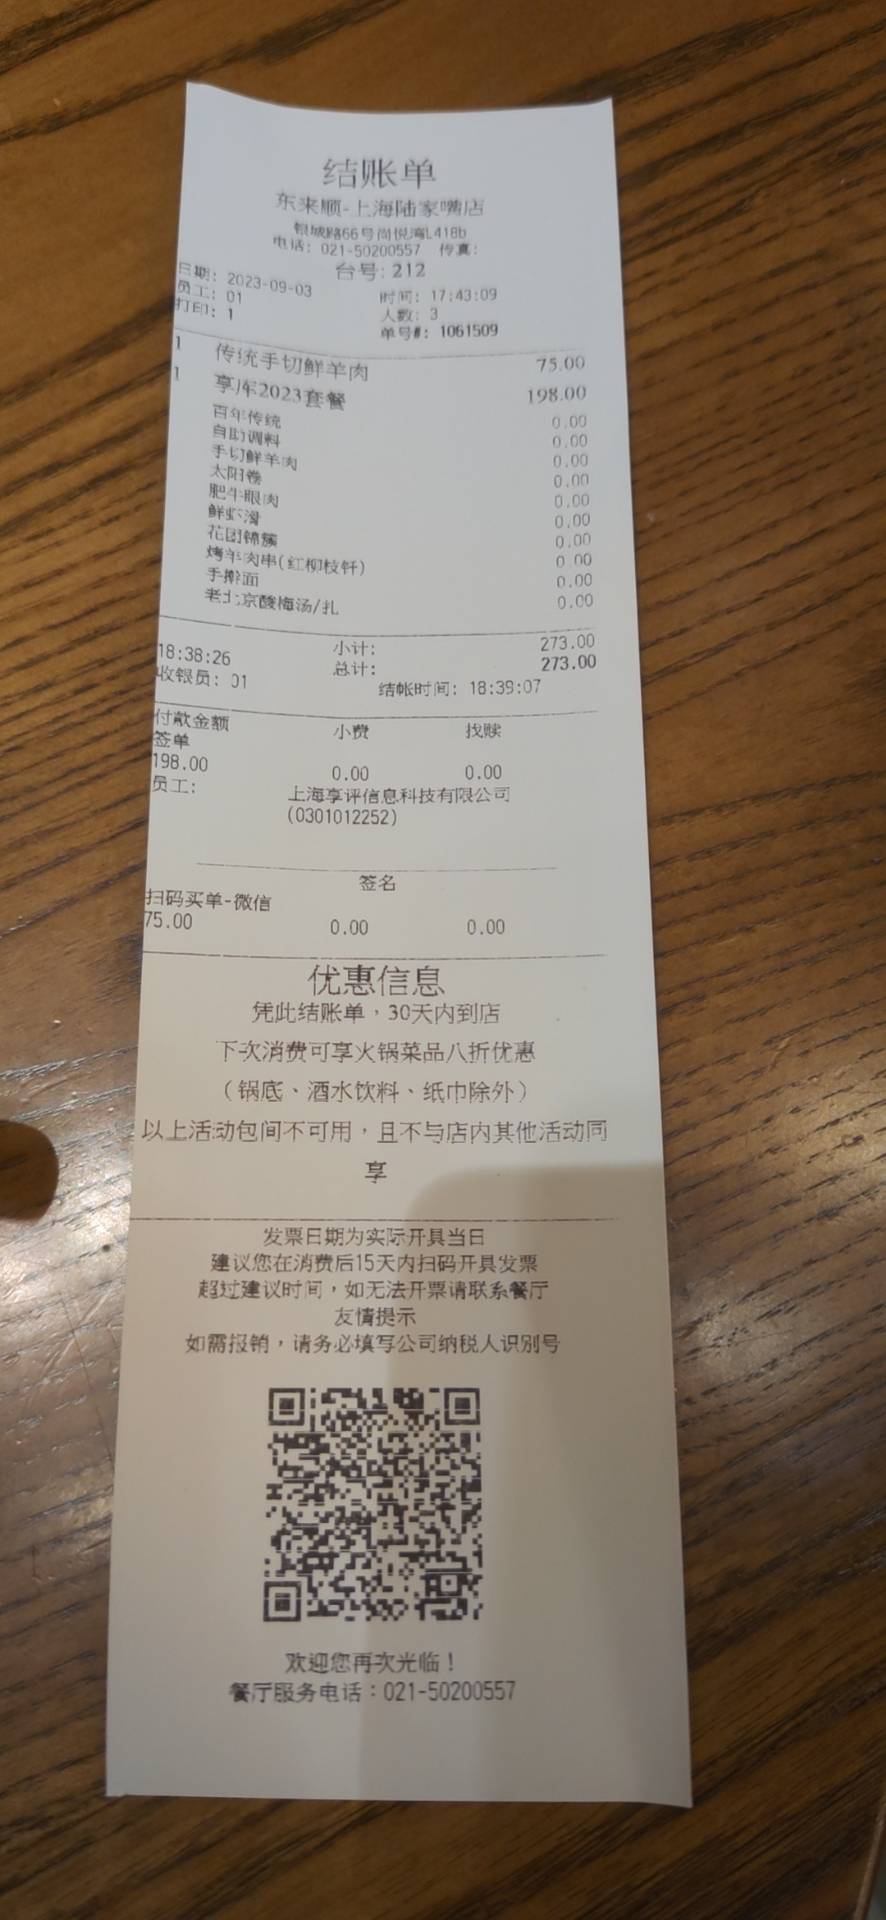 结账单
东来顺-上海陆家嘴店
银城路66号尚悦湾L418b
电话: 021-50200557 传真:
台号: 212
日期: 2023-09-03 时间: 17:43:09
员工: 01 人数: 3
打印: 1 单号#: 1061509
1 传统手切鲜羊肉 75.00
1 享库2023套餐 198.00
百年传统 0.00
自助调料 0.00
手切鲜羊肉 0.00
太阳卷 0.00
肥牛眼肉 0.00
鲜虾滑 0.00
花团锦簇 0.00
烤羊肉串(红柳枝钎) 0.00
手擀面 0.00
老北京酸梅汤/扎 0.00
小计: 273.00
18:38:26 总计: 273.00
收银员: 01 结帐时间: 18:39:07
付款金额 小费 找赎
签单
198.00 0.00 0.00
员工: 上海享评信息科技有限公司
(0301012252)
签名
扫码买单-微信
75.00 0.00 0.00
优惠信息
凭此结账单，30天内到店
下次消费可享火锅菜品八折优惠
（锅底、酒水饮料、纸巾除外）
以上活动包间不可用，且不与店内其他活动同
享
发票日期为实际开具当日
建议您在消费后15天内扫码开具发票
超过建议时间，如无法开票请联系餐厅
友情提示
如需报销，请务必填写公司纳税人识别号
欢迎您再次光临！
餐厅服务电话：021-50200557